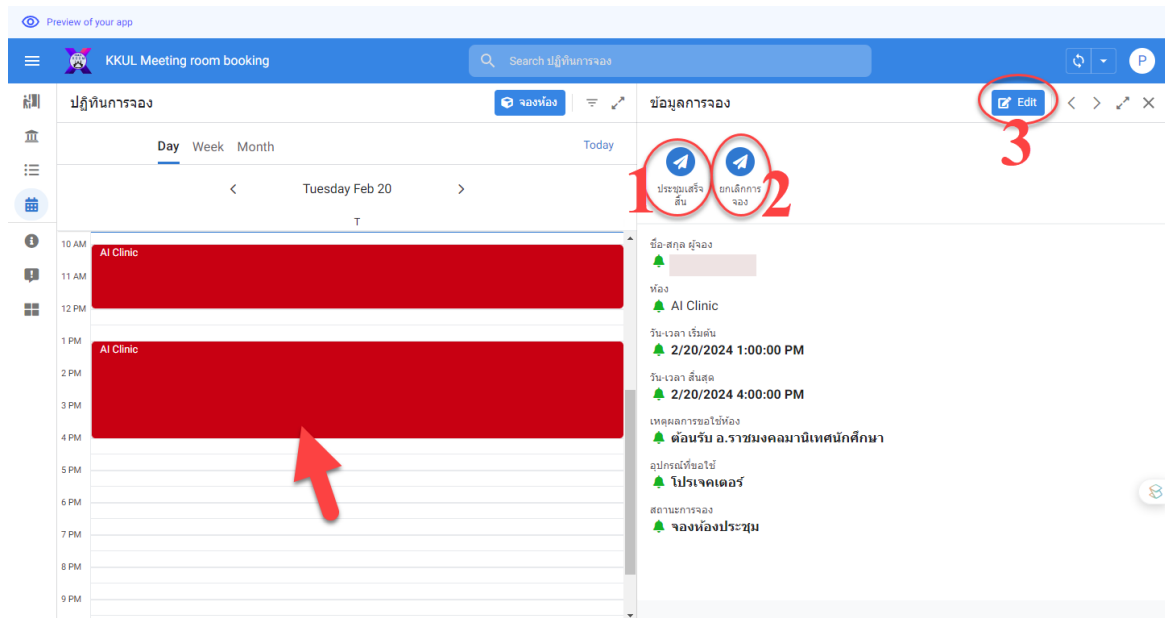 Preview of your app
KKUL Meeting room booking
Search ปฏิทินการจอง
P
ปฏิทินการจอง
จองห้อง
Day Week Month
Today
Tuesday Feb 20
T
10 AM
AI Clinic
11 AM
12 PM
1 PM
AI Clinic
2 PM
3 PM
4 PM
5 PM
6 PM
7 PM
8 PM
9 PM
ข้อมูลการจอง
Edit
3
1
ประชุมเสร็จ
สิ้น
ยกเลิกการ
จอง
2
ชื่อ-สกุล ผู้จอง
ห้อง
AI Clinic
วัน-เวลา เริ่มต้น
2/20/2024 1:00:00 PM
วัน-เวลา สิ้นสุด
2/20/2024 4:00:00 PM
เหตุผลการขอใช้ห้อง
ต้อนรับ อ.ราชมงคลมานิเทศนักศึกษา
อุปกรณ์ที่ขอใช้
โปรเจคเตอร์
สถานะการจอง
จองห้องประชุม